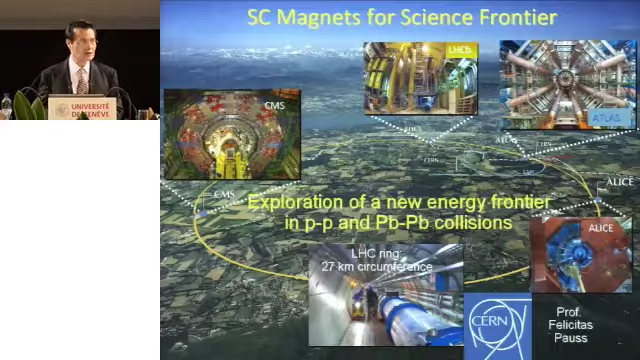 SC Magnets for Science Frontier
UNIVERSITÉ
DE GENÈVE
LHCb
ATLAS
CMS
CERN
ALICE
CMS
Exploration of a new energy frontier
in p-p and Pb-Pb collisions
ALICE
LHC ring:
27 km circumference
CERN
Prof.
Felicitas
Pauss